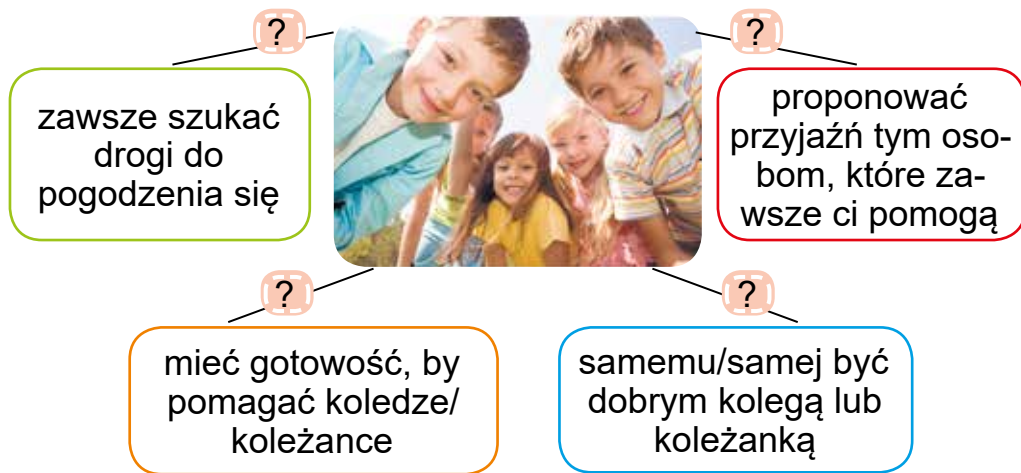 ?
zawsze szukać
drogi do
pogodzenia się
?
proponować
przyjaźń tym oso-
bom, które za-
wsze ci pomogą
?
mieć gotowość, by
pomagać koledze/
koleżance
?
samemu/samej być
dobrym kolegą lub
koleżanką